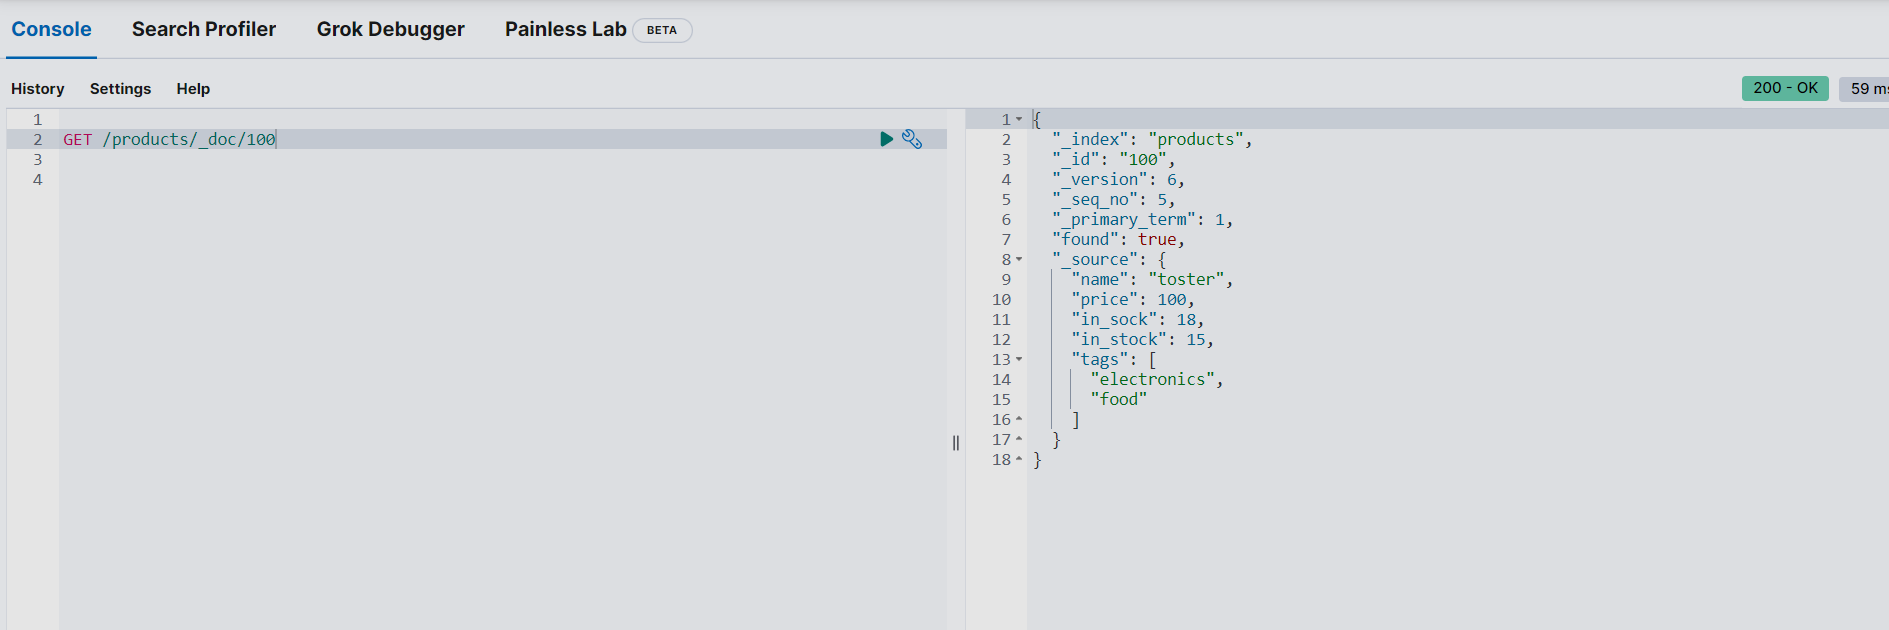 Console Search Profiler Grok Debugger Painless Lab BETA
History Settings Help 200 - OK 59 ms
1
2 GET /products/_doc/100
3
4
1 {
2 "_index": "products",
3 "_id": "100",
4 "_version": 6,
5 "_seq_no": 5,
6 "_primary_term": 1,
7 "found": true,
8 "_source": {
9 "name": "toster",
10 "price": 100,
11 "in_sock": 18,
12 "in_stock": 15,
13 "tags": [
14 "electronics",
15 "food"
16 ]
17 }
18 }